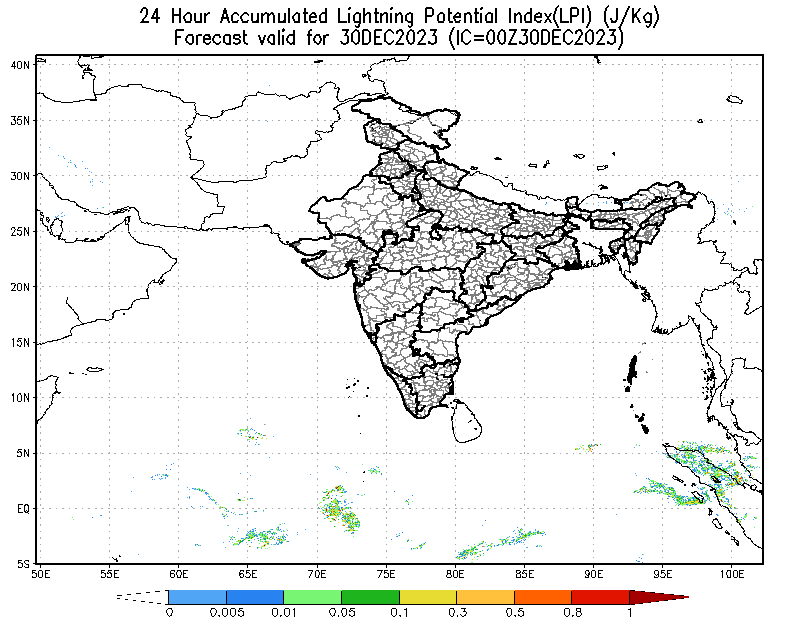 24 Hour Accumulated Lightning Potential Index(LPI) (J/Kg)
Forecast valid for 30DEC2023 (IC=00Z30DEC2023)
40N
35N
30N
25N
20N
15N
10N
5N
EQ
5S
50E 55E 60E 65E 70E 75E 80E 85E 90E 95E 100E
0 0.005 0.01 0.05 0.1 0.3 0.5 0.8 1